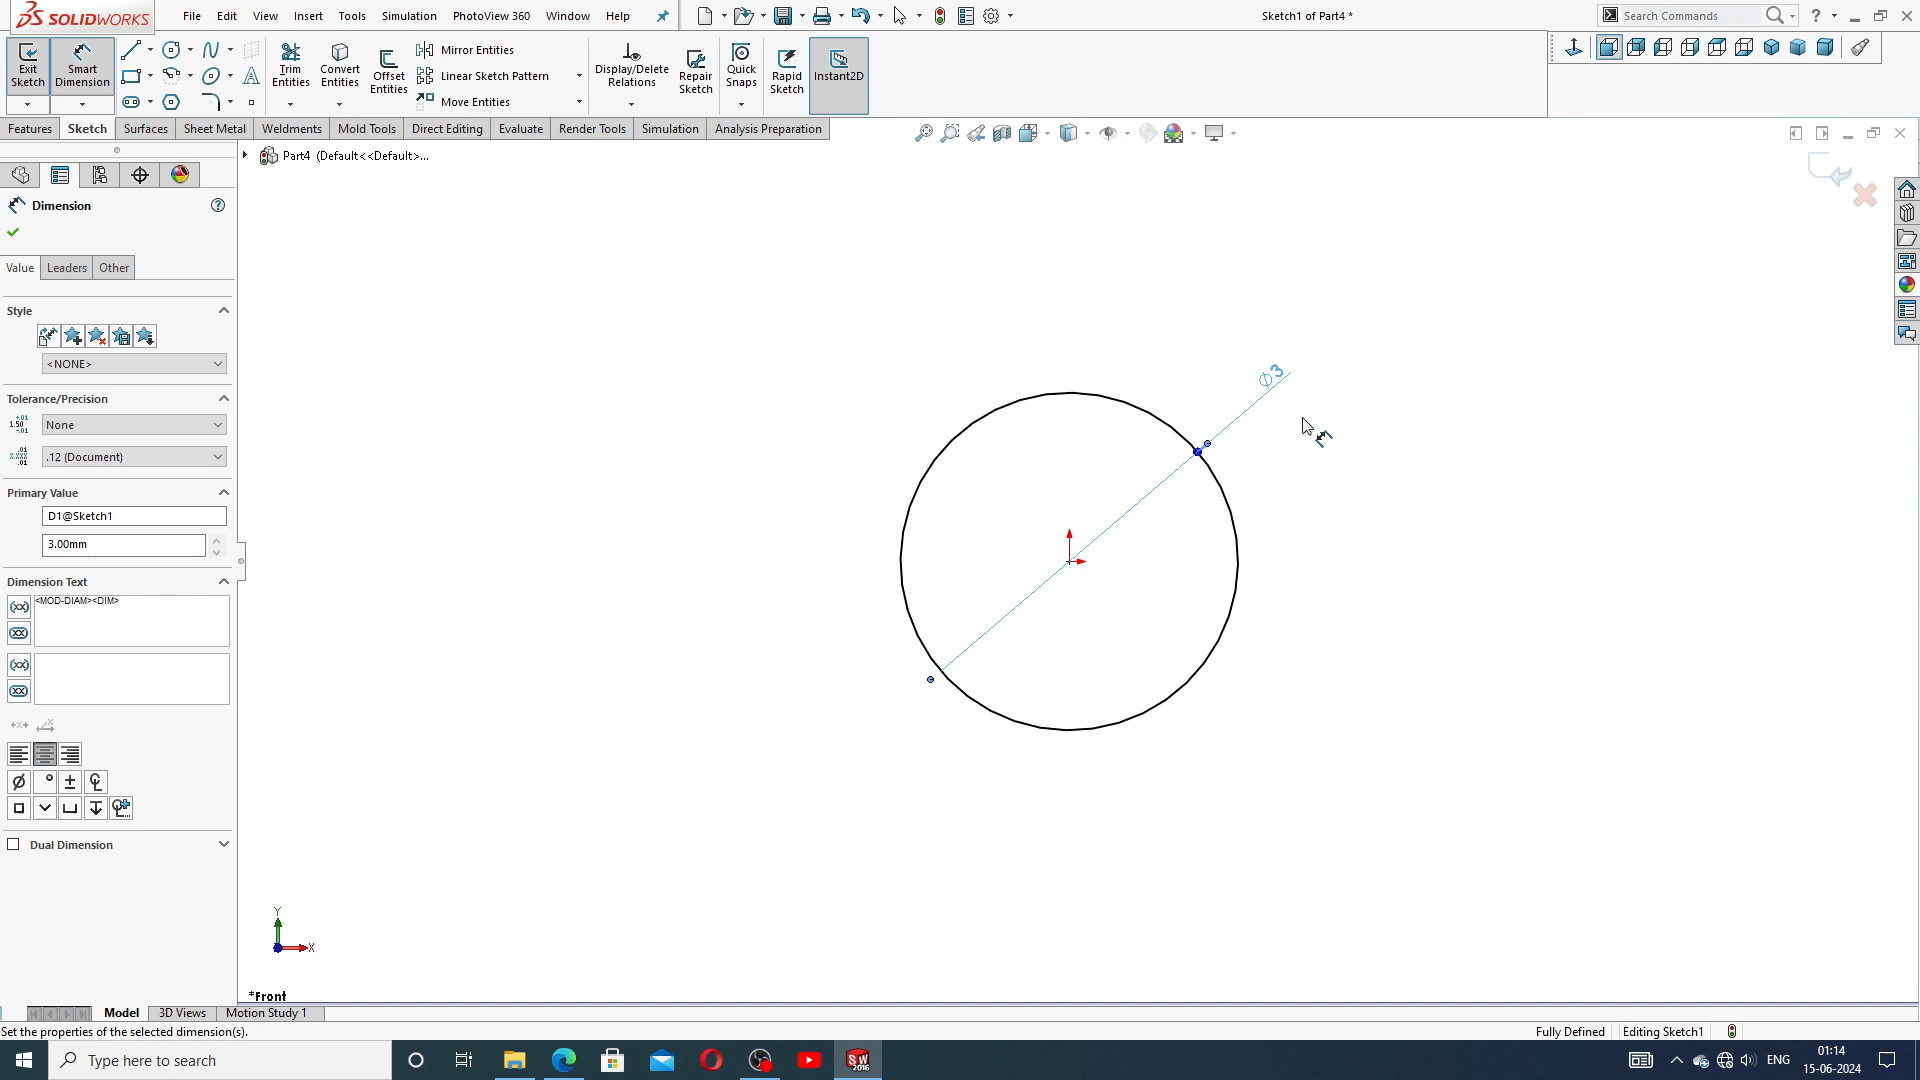 SOLIDWORKS
File Edit View Insert Tools Simulation PhotoView 360 Window Help
Sketch1 of Part4 *
Search Commands
Exit Sketch
Smart Dimension
Trim Entities
Convert Entities
Offset Entities
Mirror Entities
Linear Sketch Pattern
Move Entities
Display/Delete Relations
Repair Sketch
Quick Snaps
Rapid Sketch
Instant2D
Features Sketch Surfaces Sheet Metal Weldments Mold Tools Direct Editing Evaluate Render Tools Simulation Analysis Preparation
Part4 (Default<<Default>...
Dimension
Value Leaders Other
Style
<NONE>
Tolerance/Precision
None
.12 (Document)
Primary Value
D1@Sketch1
3.00mm
Dimension Text
<MOD-DIAM><DIM>
Dual Dimension
∅3
Y
X
*Front
Model 3D Views Motion Study 1
Set the properties of the selected dimension(s).
Fully Defined Editing Sketch1
Type here to search
SW 2016
ENG
01:14
15-06-2024